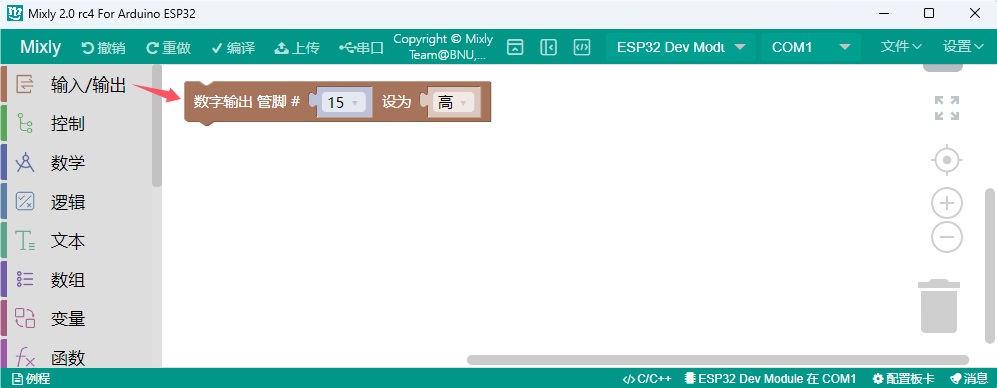 Mixly 2.0 rc4 For Arduino ESP32
Mixly 撤销 重做 编译 上传 串口 Copyright © Mixly Team@BNU,... ESP32 Dev Modu COM1 文件 设置
输入/输出
数字输出 管脚 # 15 设为 高
控制
数学
逻辑
文本
数组
变量
函数
例程 C/C++ ESP32 Dev Module 在 COM1 配置板卡 消息